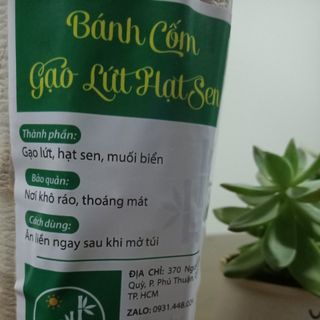 Bánh Cốm
Gạo Lứt Hạt Sen
Thành phần:
Gạo lứt, hạt sen, muối biển
Bảo quản:
Nơi khô ráo, thoáng mát
Cách dùng:
Ăn liền ngay sau khi mở túi
ĐỊA CHỈ: 370
Quý, P. Phú Thuận,
TP. HCM
ZALO: 0931.448.